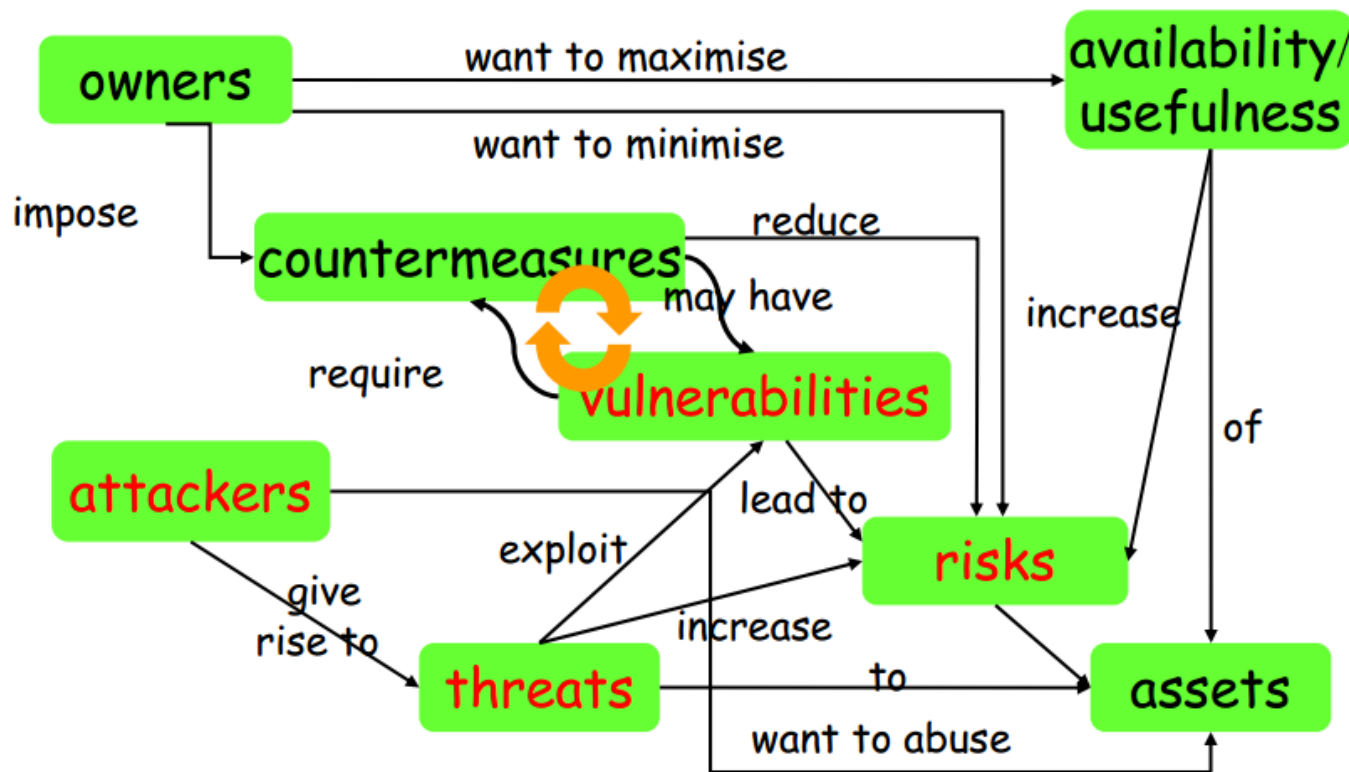 want to maximise
availability/
owners
usefulness
want to minimise
impose
reduce
countermeasures
may have
increase
require
vulnerabilities
of
attackers
lead to
exploit
risks
give
increase
rise to
threats
to
assets
want to abuse